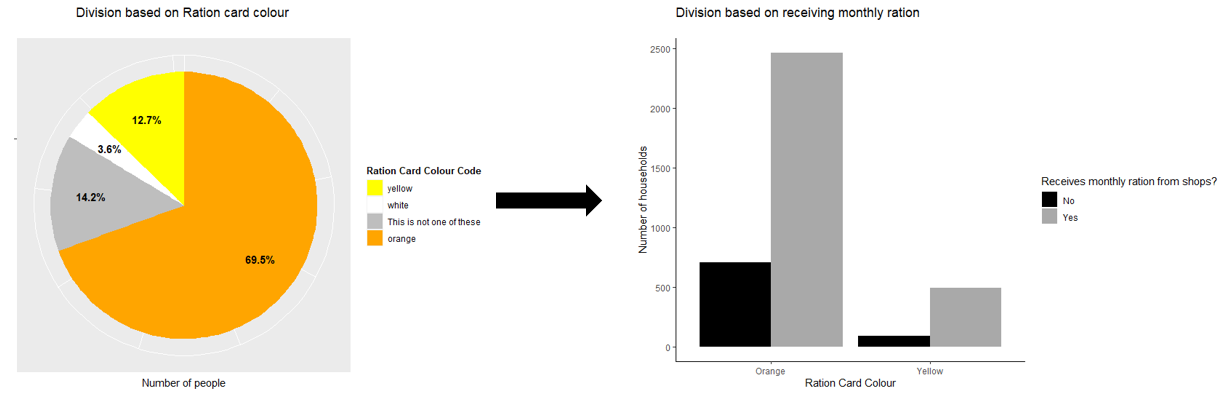 Division based on Ration card colour
12.7%
3.6%
14.2%
69.5%
Number of people
Ration Card Colour Code
yellow
white
This is not one of these
orange
Division based on receiving monthly ration
Number of households
2500
2000
1500
1000
500
0
Orange
Yellow
Ration Card Colour
Receives monthly ration from shops?
No
Yes